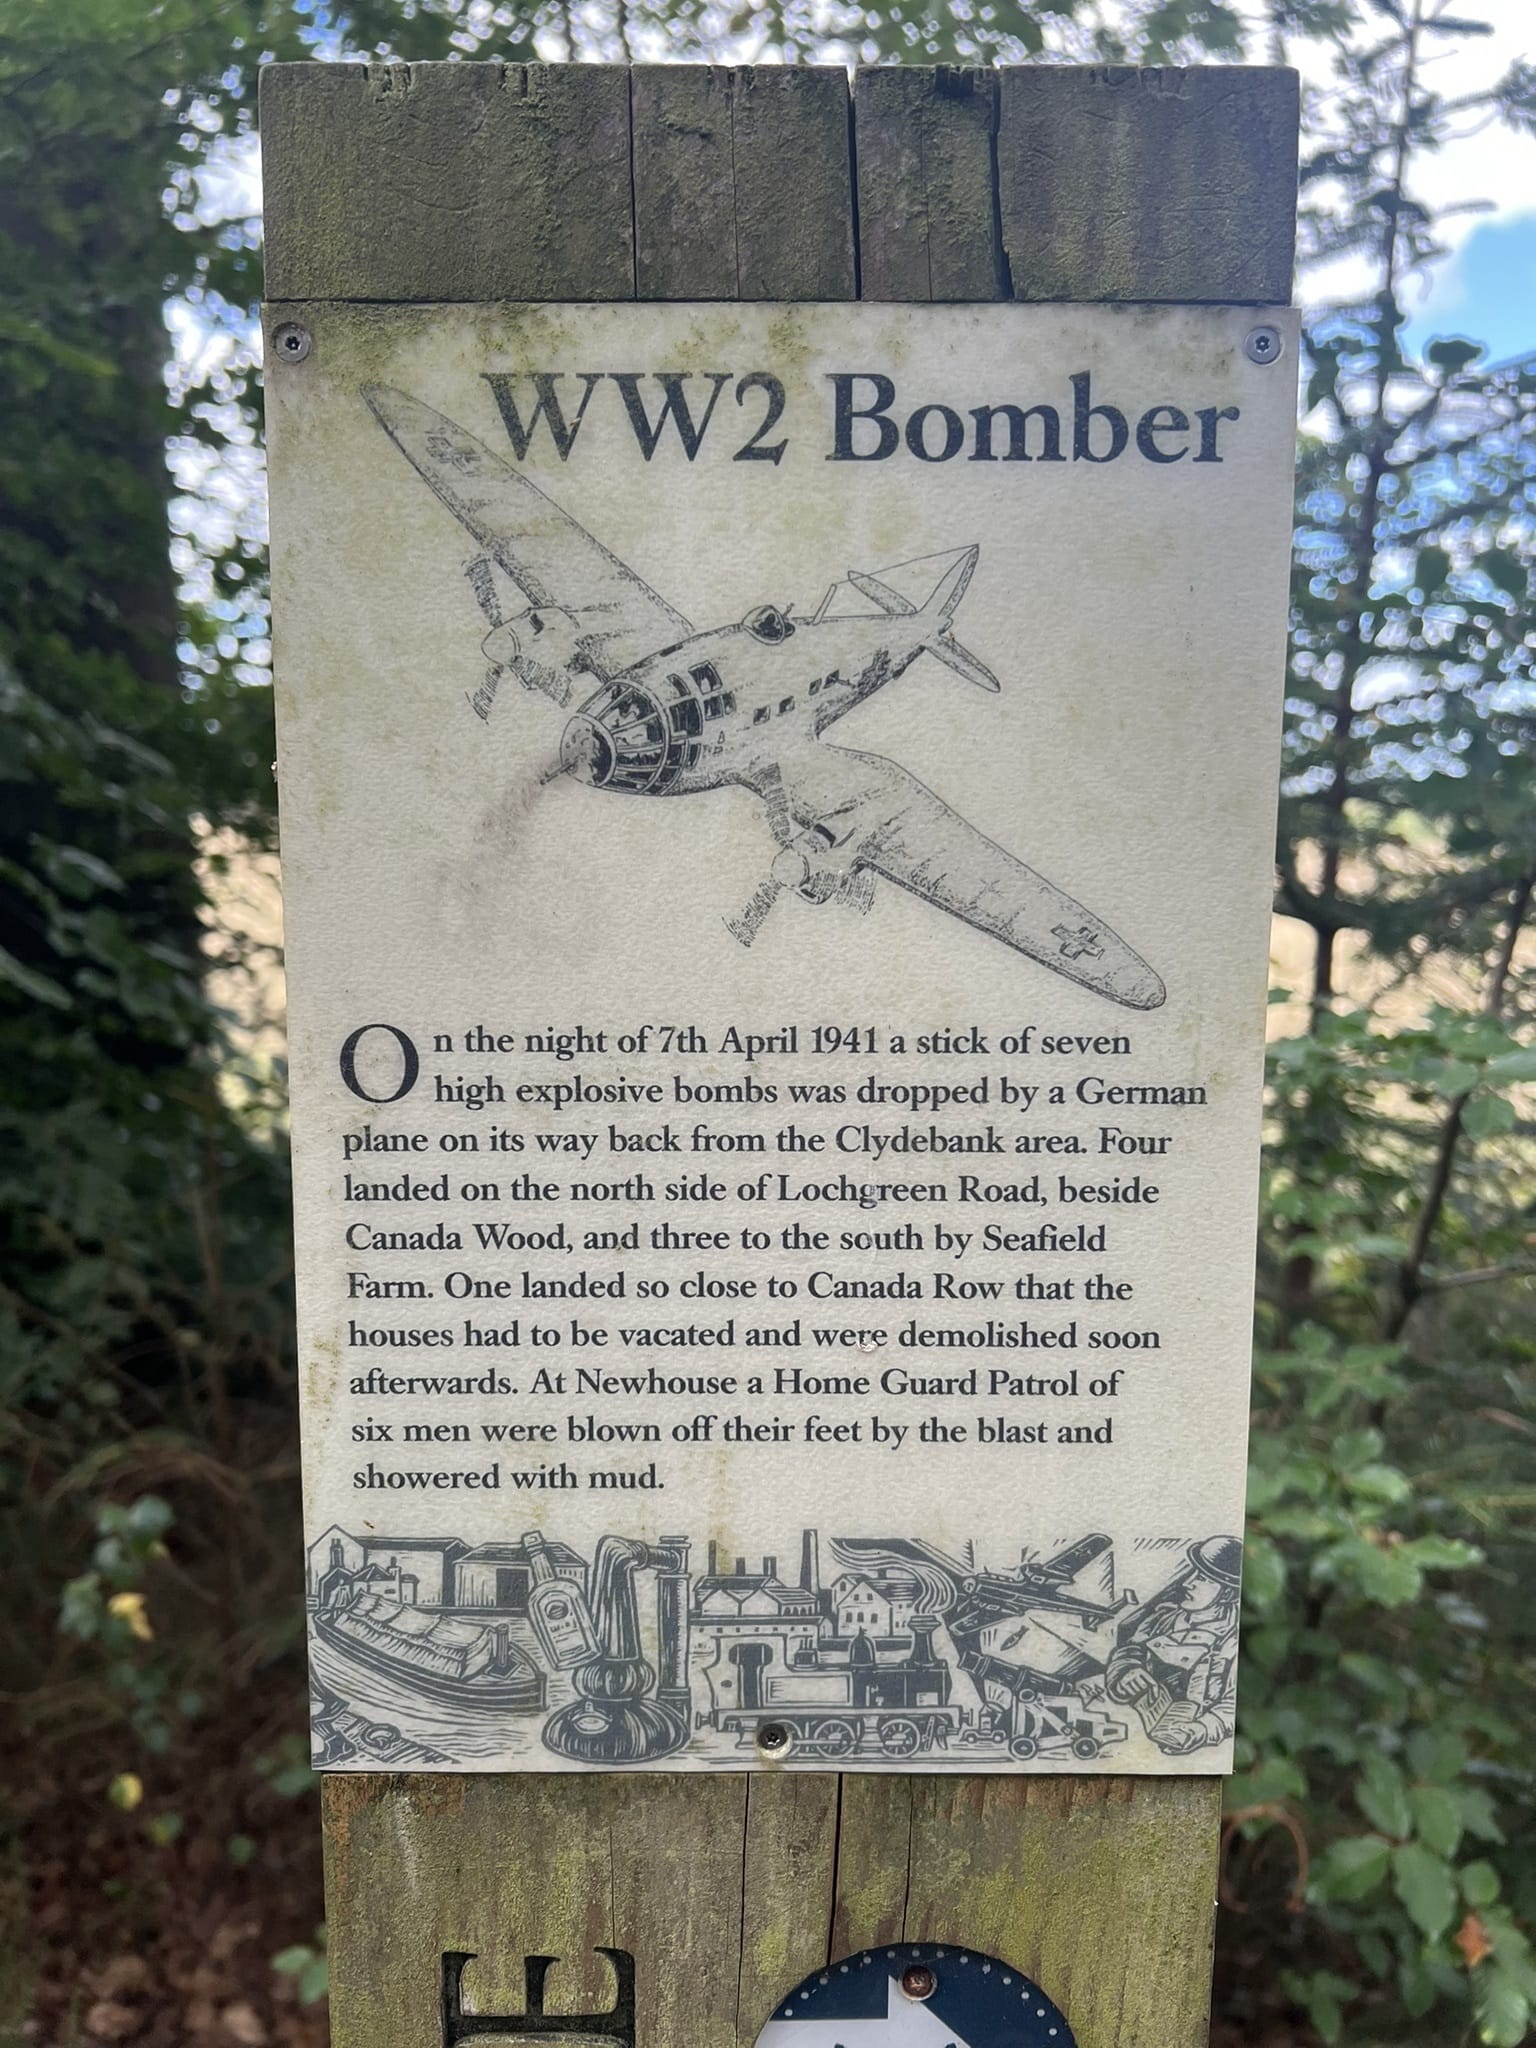 WW2 Bomber
On the night of 7th April 1941 a stick of seven
high explosive bombs was dropped by a German
plane on its way back from the Clydebank area. Four
landed on the north side of Lochgreen Road, beside
Canada Wood, and three to the south by Seafield
Farm. One landed so close to Canada Row that the
houses had to be vacated and were demolished soon
afterwards. At Newhouse a Home Guard Patrol of
six men were blown off their feet by the blast and
showered with mud.
E